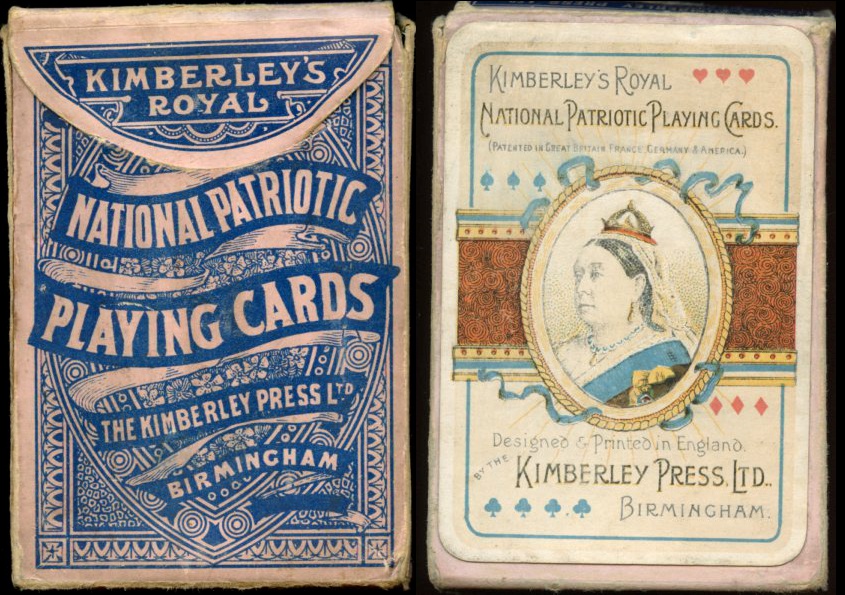 KIMBERLEY'S
ROYAL
NATIONAL PATRIOTIC
PLAYING CARDS
THE KIMBERLEY PRESS LTD
BIRMINGHAM
KIMBERLEY'S ROYAL
NATIONAL PATRIOTIC PLAYING CARDS.
(PATENTED IN GREAT BRITAIN FRANCE, GERMANY & AMERICA.)
Designed & Printed in England,
BY THE KIMBERLEY PRESS, LTD.,
BIRMINGHAM.